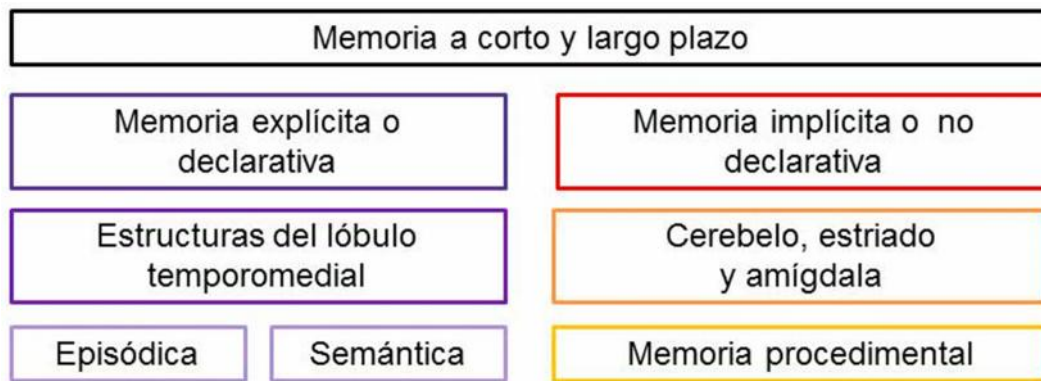 Memoria a corto y largo plazo
Memoria explícita o
declarativa
Memoria implícita o no
declarativa
Estructuras del lóbulo
temporomedial
Cerebelo, estriado
y amígdala
Episódica
Semántica
Memoria procedimental